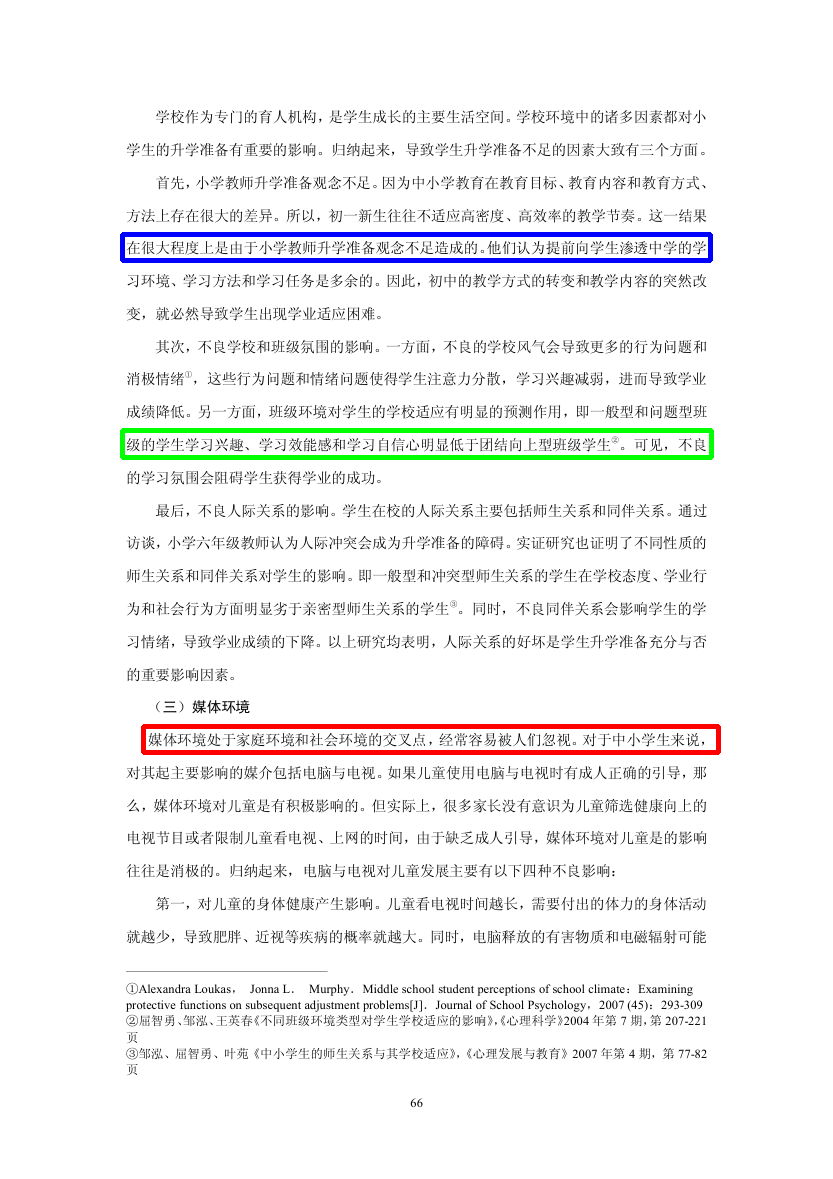 学校作为专门的育人机构，是学生成长的主要生活空间。学校环境中的诸多因素都对小
学生的升学准备有重要的影响。归纳起来，导致学生升学准备不足的因素大致有三个方面。
首先，小学教师升学准备观念不足。因为中小学教育在教育目标、教育内容和教育方式、
方法上存在很大的差异。所以，初一新生往往不适应高密度、高效率的教学节奏。这一结果
在很大程度上是由于小学教师升学准备观念不足造成的。他们认为提前向学生渗透中学的学
习环境、学习方法和学习任务是多余的。因此，初中的教学方式的转变和教学内容的突然改
变，就必然导致学生出现学业适应困难。
其次，不良学校和班级氛围的影响。一方面，不良的学校风气会导致更多的行为问题和
消极情绪①，这些行为问题和情绪问题使得学生注意力分散，学习兴趣减弱，进而导致学业
成绩降低。另一方面，班级环境对学生的学校适应有明显的预测作用，即一般型和问题型班
级的学生学习兴趣、学习效能感和学习自信心明显低于团结向上型班级学生②。可见，不良
的学习氛围会阻碍学生获得学业的成功。
最后，不良人际关系的影响。学生在校的人际关系主要包括师生关系和同伴关系。通过
访谈，小学六年级教师认为人际冲突会成为升学准备的障碍。实证研究也证明了不同性质的
师生关系和同伴关系对学生的影响。即一般型和冲突型师生关系的学生在学校态度、学业行
为和社会行为方面明显劣于亲密型师生关系的学生③。同时，不良同伴关系会影响学生的学
习情绪，导致学业成绩的下降。以上研究均表明，人际关系的好坏是学生升学准备充分与否
的重要影响因素。
（三）媒体环境
媒体环境处于家庭环境和社会环境的交叉点，经常容易被人们忽视。对于中小学生来说，
对其起主要影响的媒介包括电脑与电视。如果儿童使用电脑与电视时有成人正确的引导，那
么，媒体环境对儿童是有积极影响的。但实际上，很多家长没有意识为儿童筛选健康向上的
电视节目或者限制儿童看电视、上网的时间，由于缺乏成人引导，媒体环境对儿童是的影响
往往是消极的。归纳起来，电脑与电视对儿童发展主要有以下四种不良影响：
第一，对儿童的身体健康产生影响。儿童看电视时间越长，需要付出的体力的身体活动
就越少，导致肥胖、近视等疾病的概率就越大。同时，电脑释放的有害物质和电磁辐射可能
①Alexandra Loukas， Jonna L． Murphy．Middle school student perceptions of school climate：Examining
protective functions on subsequent adjustment problems[J]．Journal of School Psychology，2007 (45)：293-309
②屈智勇、邹泓、王英春《不同班级环境类型对学生学校适应的影响》，《心理科学》2004 年第 7 期，第 207-221
页
③邹泓、屈智勇、叶苑《中小学生的师生关系与其学校适应》，《心理发展与教育》2007 年第 4 期，第 77-82
页
66